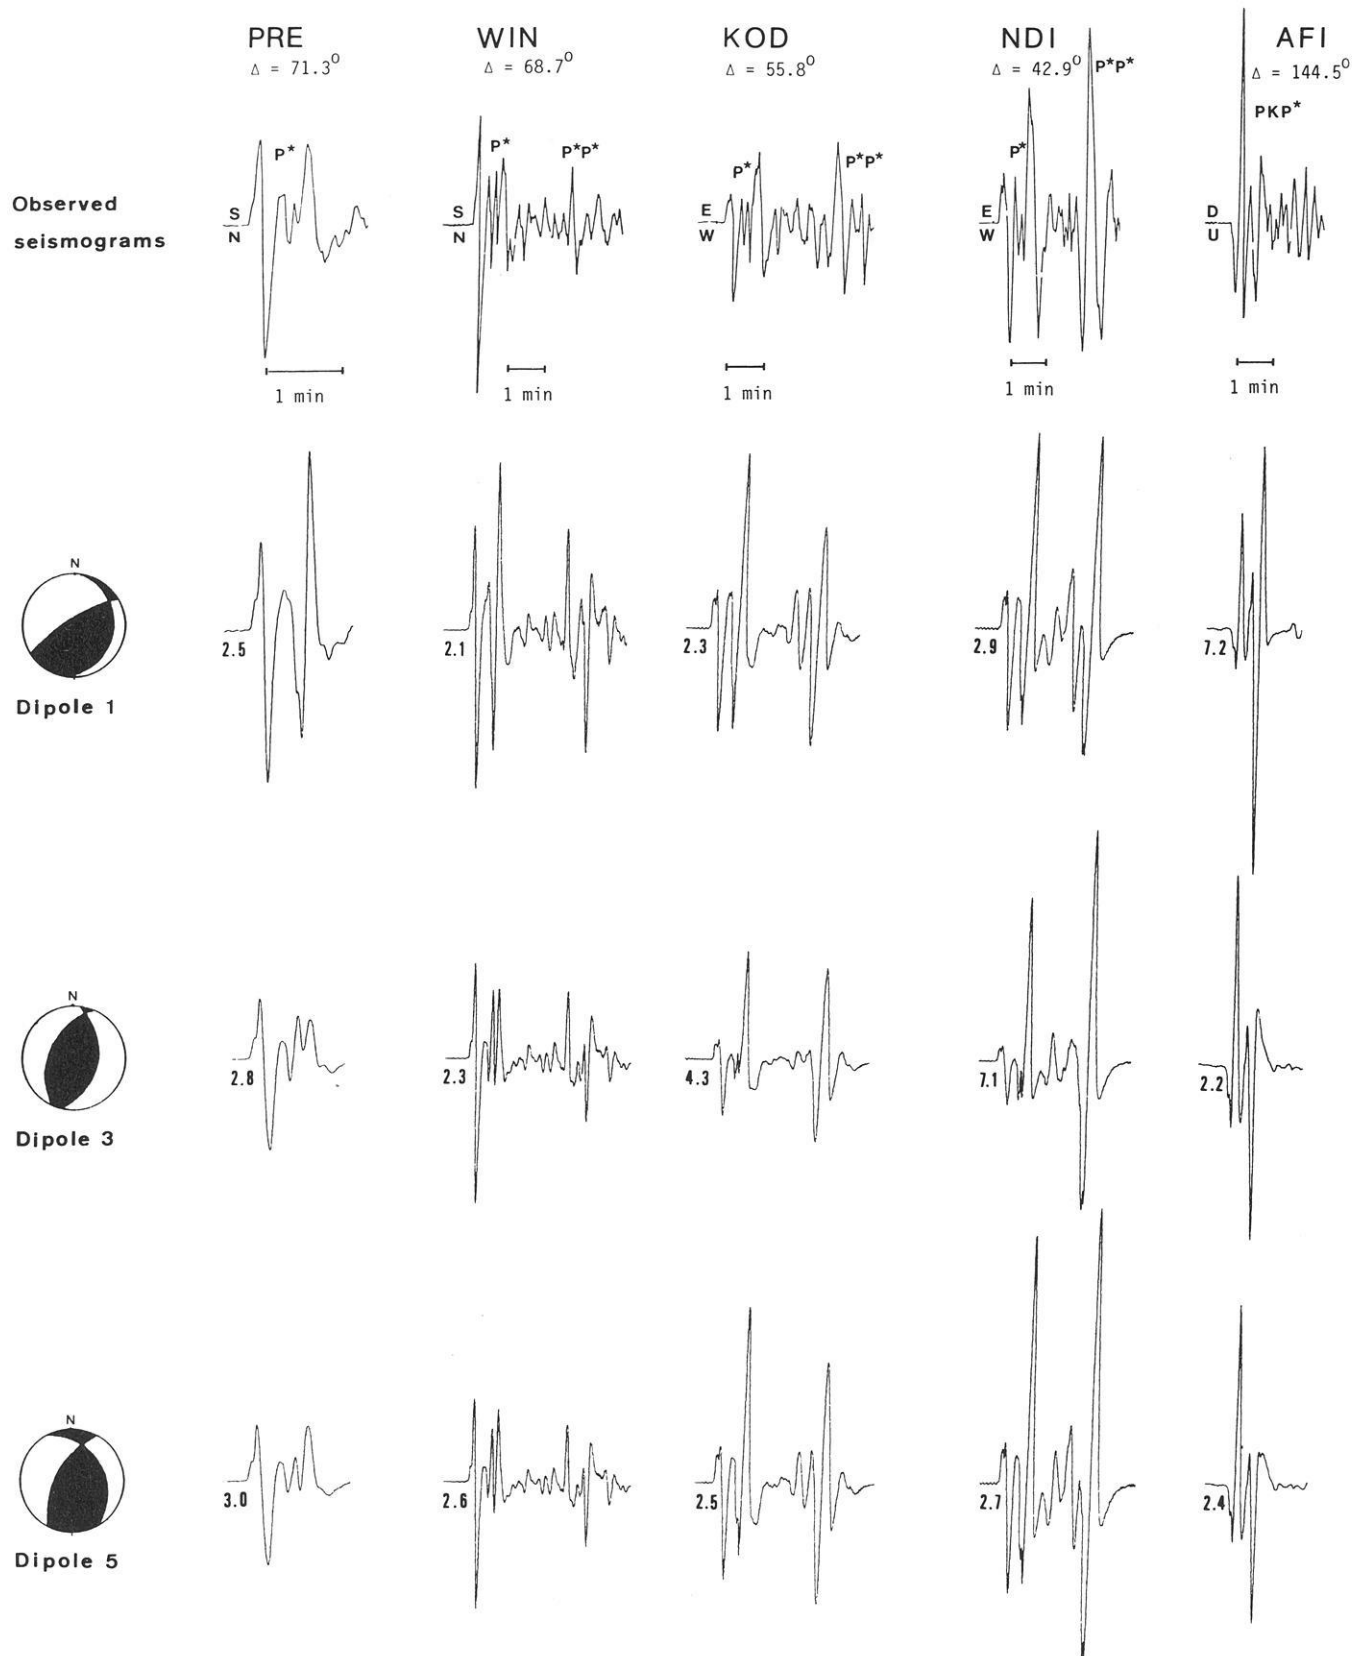 PRE
Δ = 71.3°
WIN
Δ = 68.7°
KOD
Δ = 55.8°
NDI
Δ = 42.9°
AFI
Δ = 144.5°
Observed
seismograms
S
N
P*
S
N
P*
P*P*
E
W
P*
P*P*
E
W
P*
P*P*
D
U
PKP*
1 min
1 min
1 min
1 min
1 min
N
Dipole 1
2.5
2.1
2.3
2.9
7.2
N
Dipole 3
2.8
2.3
4.3
7.1
2.2
N
Dipole 5
3.0
2.6
2.5
2.7
2.4